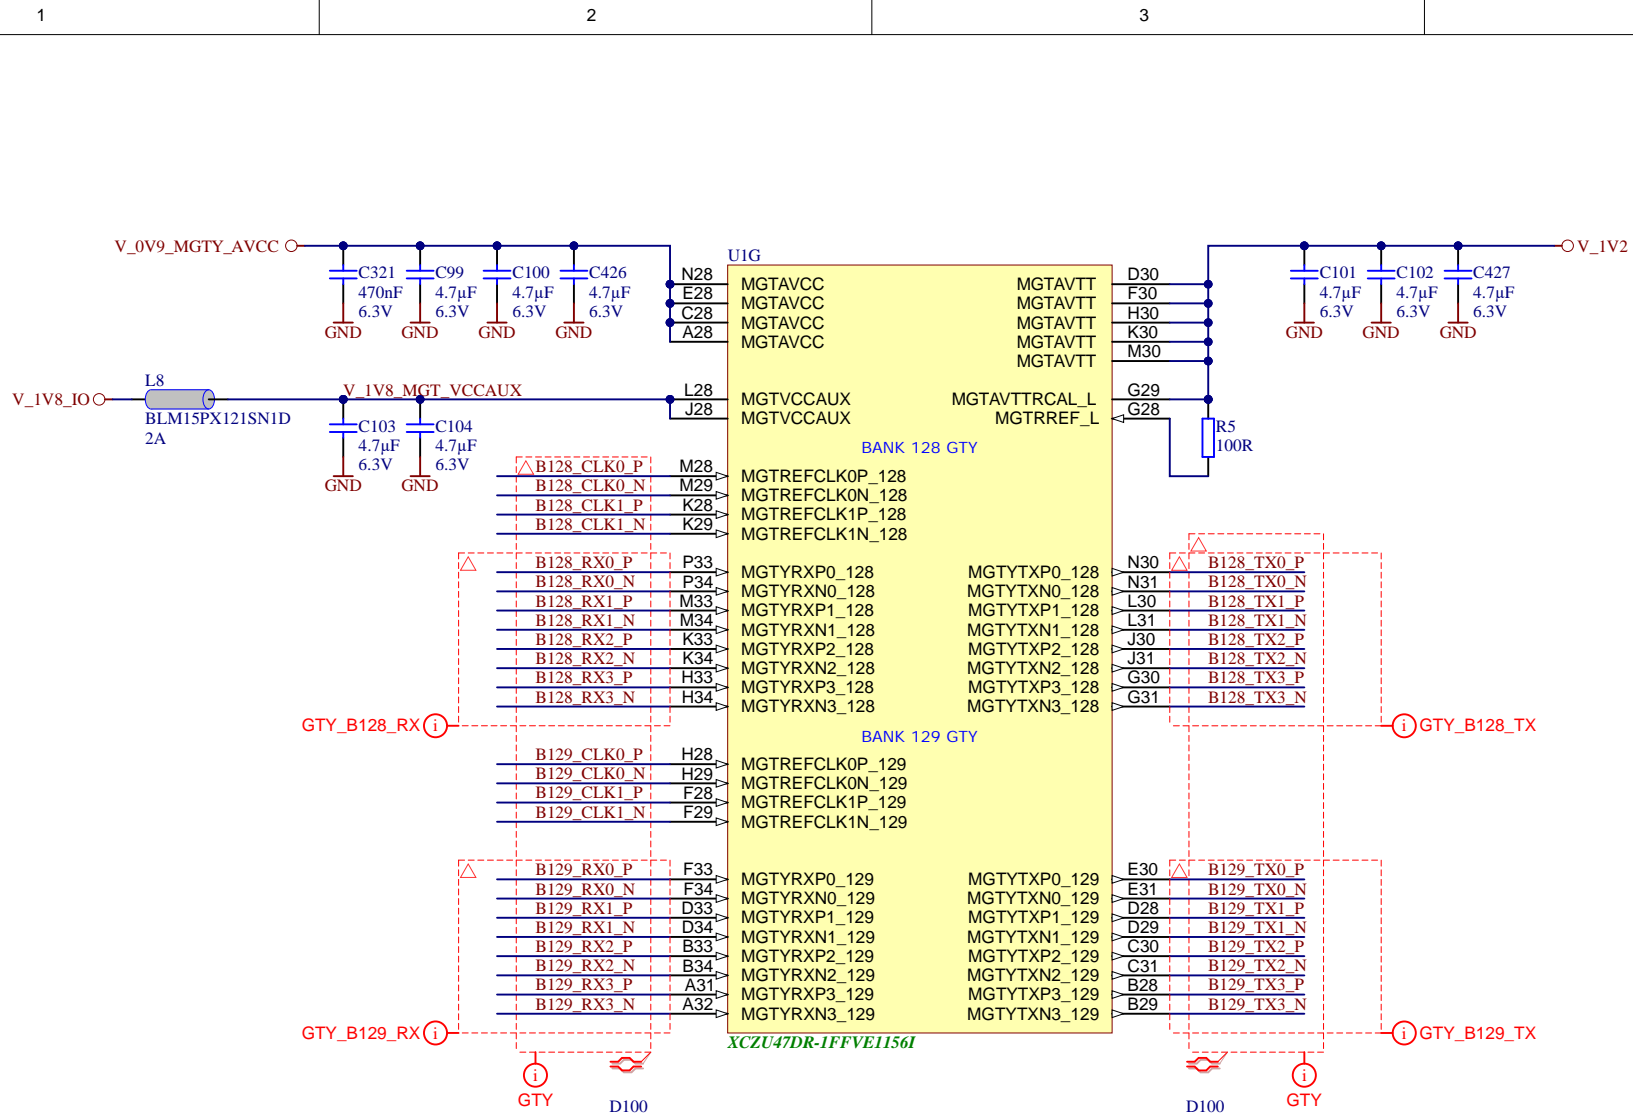 1 2 3
V_0V9_MGTY_AVCC
C321 470nF 6.3V GND
C99 4.7µF 6.3V GND
C100 4.7µF 6.3V GND
C426 4.7µF 6.3V GND
V_1V8_IO
L8
BLM15PX121SN1D
2A
V_1V8_MGT_VCCAUX
C103 4.7µF 6.3V GND
C104 4.7µF 6.3V GND
U1G
N28 MGTAVCC
E28 MGTAVCC
C28 MGTAVCC
A28 MGTAVCC
L28 MGTVCCAUX
J28 MGTVCCAUX
MGTAVTT D30
MGTAVTT F30
MGTAVTT H30
MGTAVTT K30
MGTAVTT M30
MGTAVTTRCAL_L G29
MGTRREF_L G28
V_1V2
C101 4.7µF 6.3V GND
C102 4.7µF 6.3V GND
C427 4.7µF 6.3V GND
R5
100R
BANK 128 GTY
B128_CLK0_P M28 MGTREFCLK0P_128
B128_CLK0_N M29 MGTREFCLK0N_128
B128_CLK1_P K28 MGTREFCLK1P_128
B128_CLK1_N K29 MGTREFCLK1N_128
B128_RX0_P P33 MGTYRXP0_128 MGTYTXP0_128 N30 B128_TX0_P
B128_RX0_N P34 MGTYRXN0_128 MGTYTXN0_128 N31 B128_TX0_N
B128_RX1_P M33 MGTYRXP1_128 MGTYTXP1_128 L30 B128_TX1_P
B128_RX1_N M34 MGTYRXN1_128 MGTYTXN1_128 L31 B128_TX1_N
B128_RX2_P K33 MGTYRXP2_128 MGTYTXP2_128 J30 B128_TX2_P
B128_RX2_N K34 MGTYRXN2_128 MGTYTXN2_128 J31 B128_TX2_N
B128_RX3_P H33 MGTYRXP3_128 MGTYTXP3_128 G30 B128_TX3_P
B128_RX3_N H34 MGTYRXN3_128 MGTYTXN3_128 G31 B128_TX3_N
GTY_B128_RX i i GTY_B128_TX
BANK 129 GTY
B129_CLK0_P H28 MGTREFCLK0P_129
B129_CLK0_N H29 MGTREFCLK0N_129
B129_CLK1_P F28 MGTREFCLK1P_129
B129_CLK1_N F29 MGTREFCLK1N_129
B129_RX0_P F33 MGTYRXP0_129 MGTYTXP0_129 E30 B129_TX0_P
B129_RX0_N F34 MGTYRXN0_129 MGTYTXN0_129 E31 B129_TX0_N
B129_RX1_P D33 MGTYRXP1_129 MGTYTXP1_129 D28 B129_TX1_P
B129_RX1_N D34 MGTYRXN1_129 MGTYTXN1_129 D29 B129_TX1_N
B129_RX2_P B33 MGTYRXP2_129 MGTYTXP2_129 C30 B129_TX2_P
B129_RX2_N B34 MGTYRXN2_129 MGTYTXN2_129 C31 B129_TX2_N
B129_RX3_P A31 MGTYRXP3_129 MGTYTXP3_129 B28 B129_TX3_P
B129_RX3_N A32 MGTYRXN3_129 MGTYTXN3_129 B29 B129_TX3_N
GTY_B129_RX i i GTY_B129_TX
XCZU47DR-1FFVE1156I
i i
GTY D100 D100 GTY